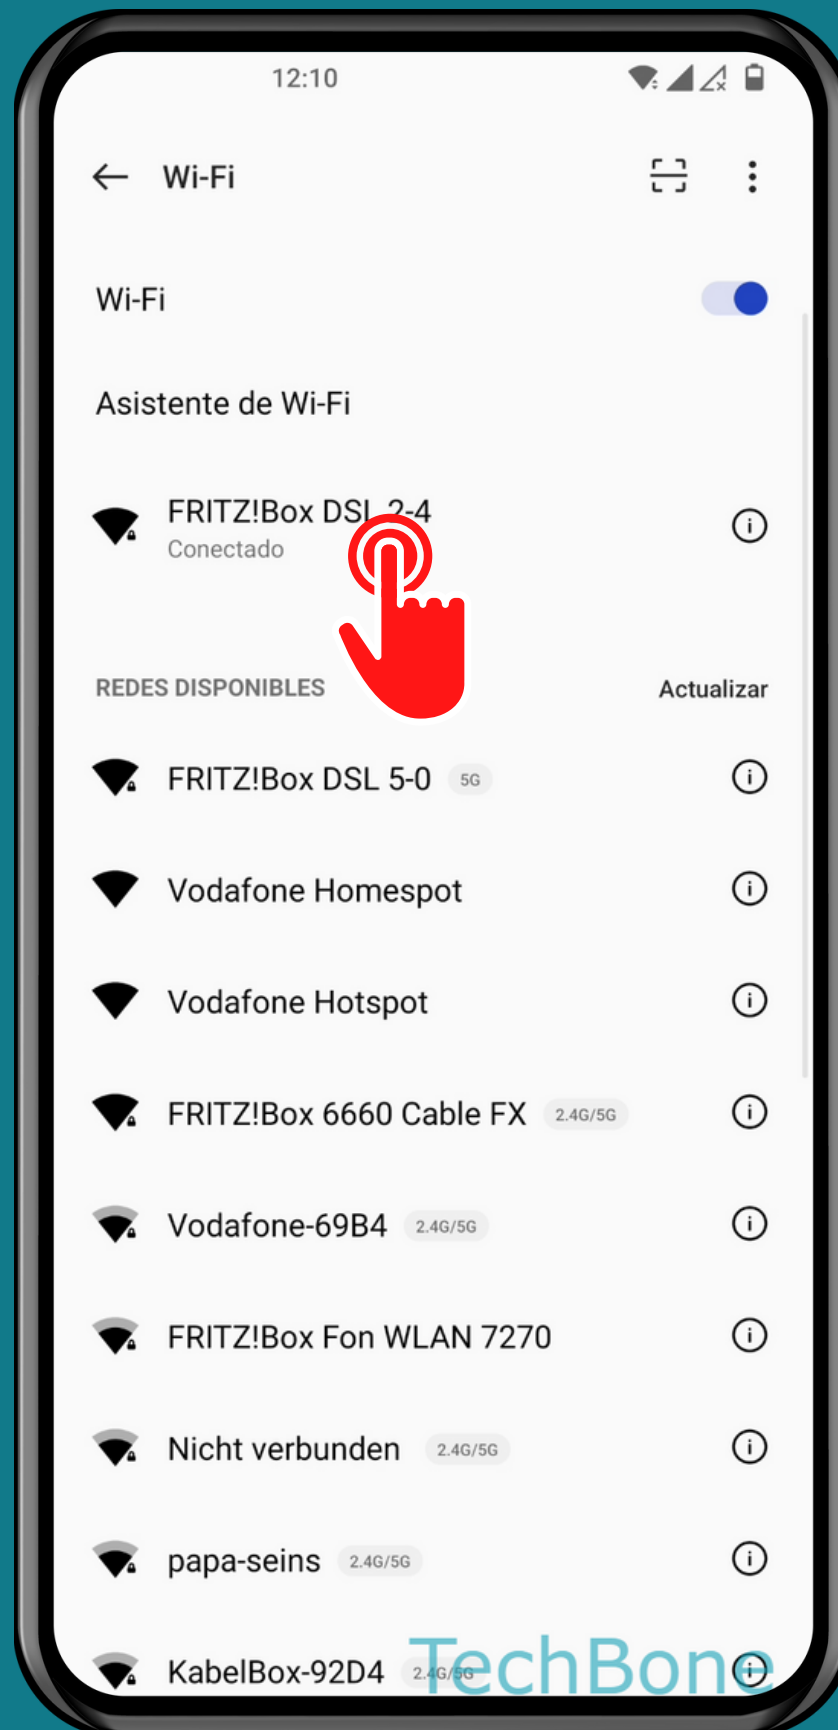 12:10
Wi-Fi
Wi-Fi
Asistente de Wi-Fi
FRITZ!Box DSL 2-4
Conectado
REDES DISPONIBLES Actualizar
FRITZ!Box DSL 5-0 5G
Vodafone Homespot
Vodafone Hotspot
FRITZ!Box 6660 Cable FX 2.4G/5G
Vodafone-69B4 2.4G/5G
FRITZ!Box Fon WLAN 7270
Nicht verbunden 2.4G/5G
papa-seins 2.4G/5G
KabelBox-92D4 2.4G/5G
TechBone